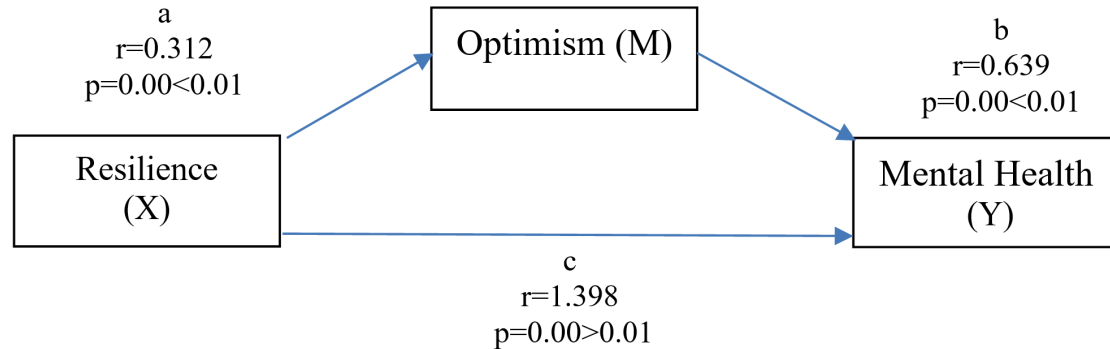 a
r=0.312
p=0.00<0.01
Optimism (M)
b
r=0.639
p=0.00<0.01
Resilience
(X)
Mental Health
(Y)
c
r=1.398
p=0.00>0.01